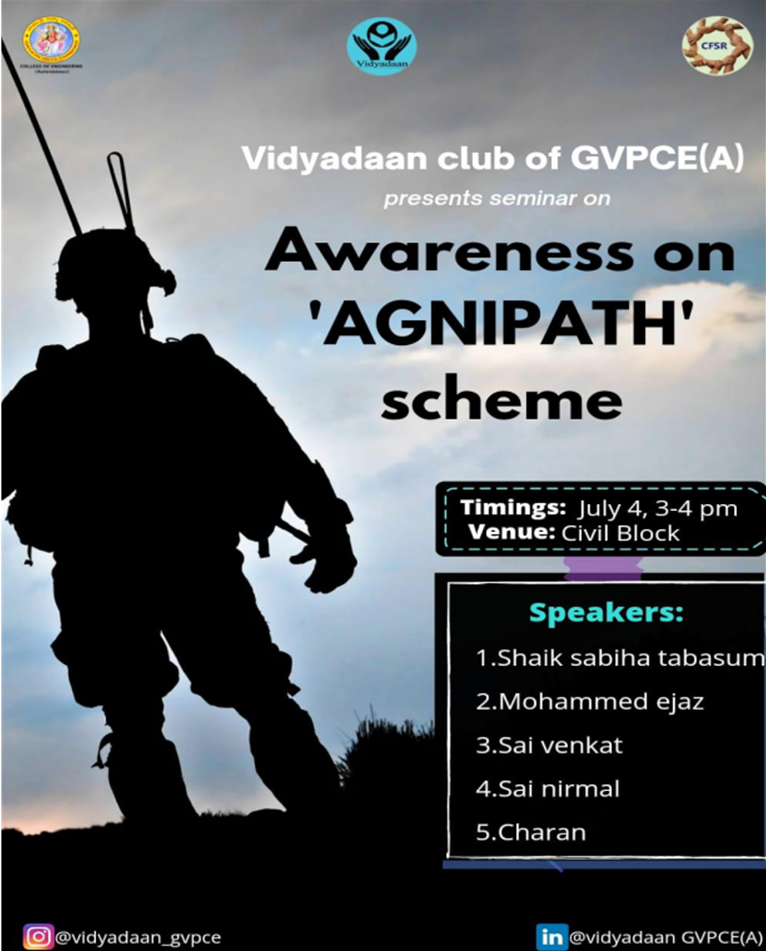 COLLEGE OF ENGINEERING
Vidyadaan
CFSR
Vidyadaan club of GVPCE(A)
presents seminar on
Awareness on
'AGNIPATH'
scheme
Timings: July 4, 3-4 pm
Venue: Civil Block
Speakers:
1.Shaik sabiha tabasum
2.Mohammed ejaz
3.Sai venkat
4.Sai nirmal
5.Charan
@vidyadaan_gvpce
in @vidyadaan GVPCE(A)